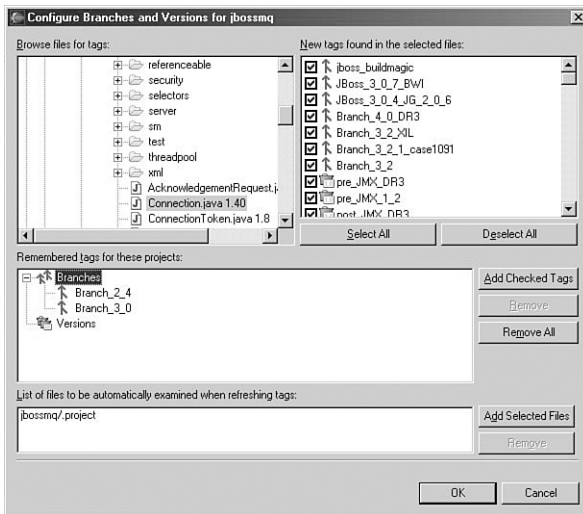 Configure Branches and Versions for jbossmq
Browse files for tags:
referenceable
security
selectors
server
sm
test
threadpool
xml
AcknowledgementRequest.j
Connection.java 1.40
ConnectionToken.java 1.8
New tags found in the selected files:
jboss_buildmagic
JBoss_3_0_7_BWI
JBoss_3_0_4_JG_2_0_6
Branch_4_0_DR3
Branch_3_2_XIL
Branch_3_2_1_case1091
Branch_3_2
pre_JMX_DR3
pre_JMX_1_2
post_JMX_DR3
Select All
Deselect All
Remembered tags for these projects:
Branches
Branch_2_4
Branch_3_0
Versions
Add Checked Tags
Remove
Remove All
List of files to be automatically examined when refreshing tags:
jbossmq/.project
Add Selected Files
Remove
OK
Cancel